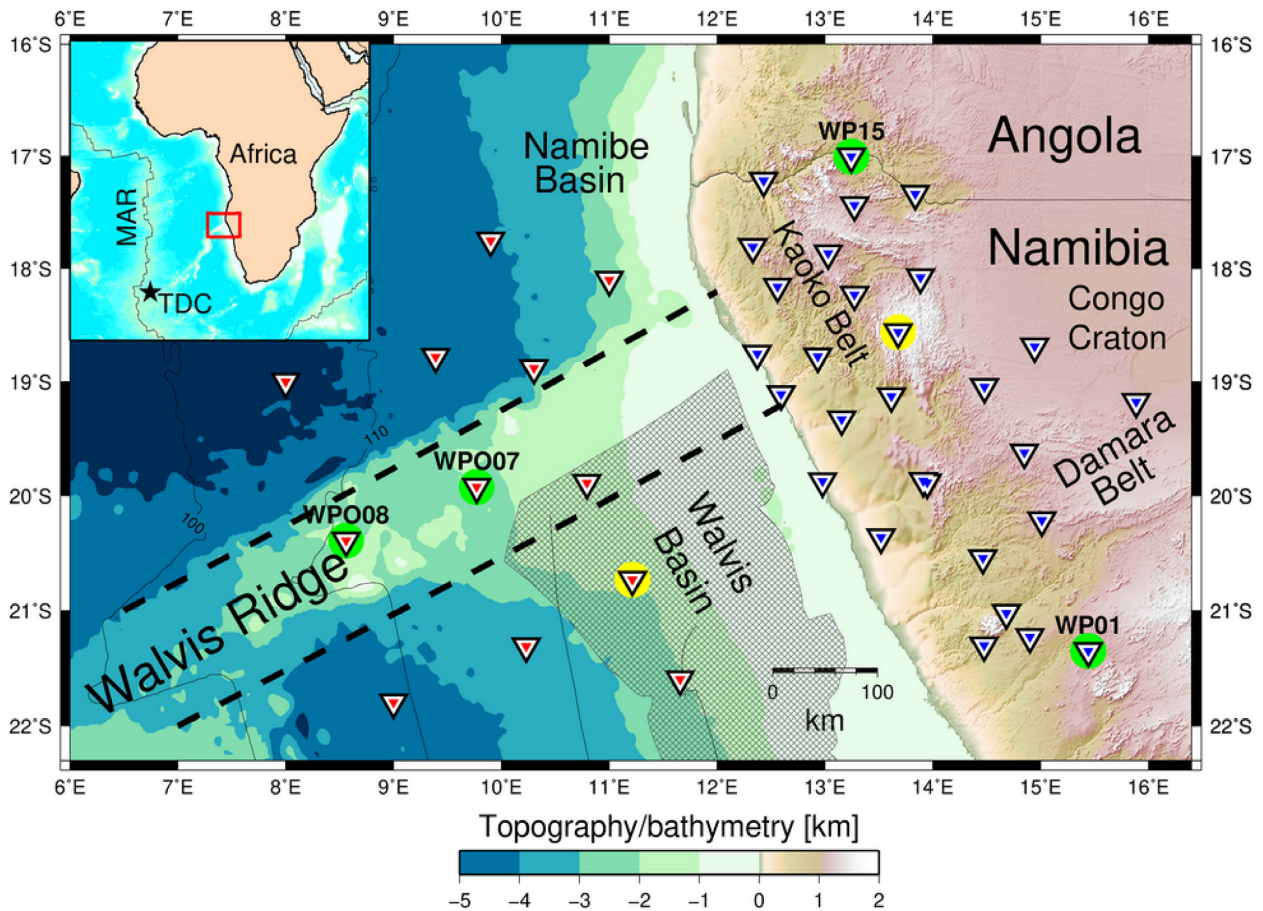 6°E 7°E 8°E 9°E 10°E 11°E 12°E 13°E 14°E 15°E 16°E
16°S 16°S
Africa
MAR
TDC
Namibe
Basin
WP15
Angola
17°S 17°S
Kaoko Belt
Namibia
18°S 18°S
Congo
Craton
19°S 19°S
110
WPO07
Damara
Belt
20°S 20°S
100
WPO08
Walvis
Basin
Walvis Ridge
21°S 21°S
WP01
0 100
km
22°S 22°S
6°E 7°E 8°E 9°E 10°E 11°E 12°E 13°E 14°E 15°E 16°E
Topography/bathymetry [km]
−5 −4 −3 −2 −1 0 1 2